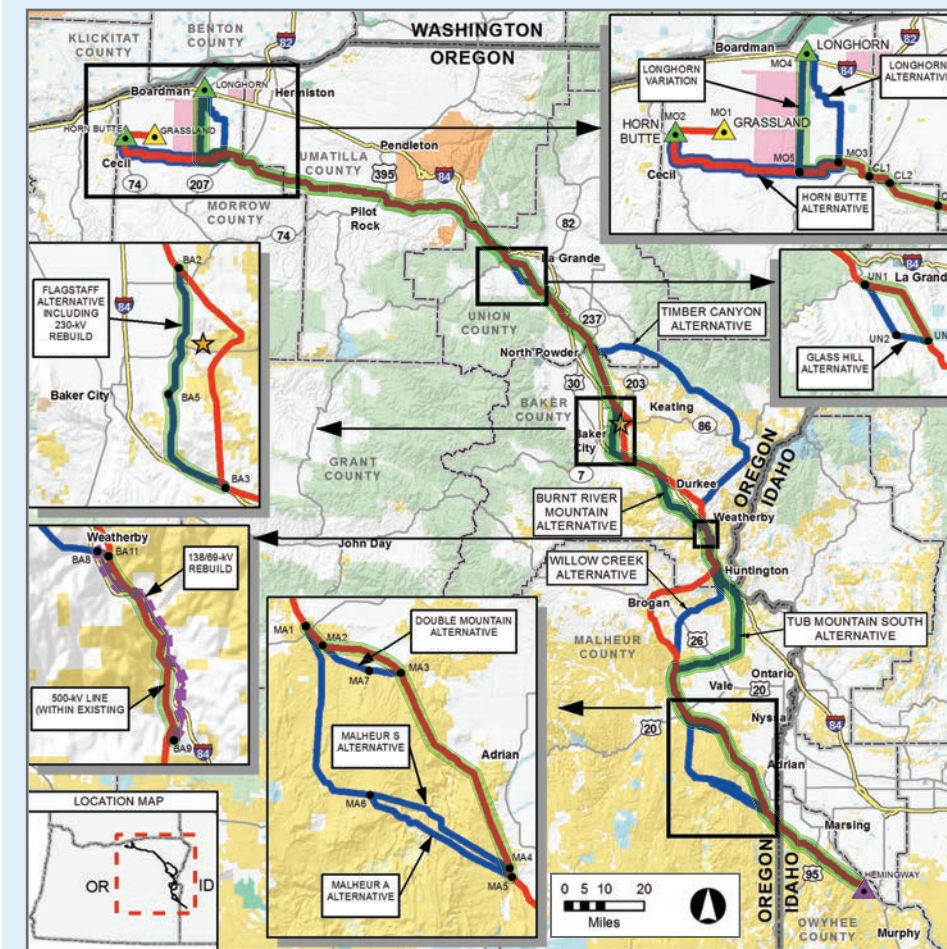 KLICKITAT
COUNTY
BENTON
COUNTY
82
WASHINGTON
OREGON
Boardman
LONGHORN
Hermiston
HORN BUTTE
GRASSLAND
Cecil
74
207
MORROW
COUNTY
UMATILLA
COUNTY
395
Pendleton
84
Pilot
Rock
74
82
La Grande
UNION
COUNTY
237
TIMBER CANYON
ALTERNATIVE
North Powder
30
203
BAKER
COUNTY
Keating
86
Baker
City
7
GRANT
COUNTY
Durkee
OREGON
IDAHO
BURNT RIVER
MOUNTAIN
ALTERNATIVE
Weatherby
John Day
WILLOW CREEK
ALTERNATIVE
Huntington
Brogan
26
TUB MOUNTAIN SOUTH
ALTERNATIVE
MALHEUR
COUNTY
Ontario
Vale
20
20
Nyssa
84
Adrian
Marsing
OREGON
IDAHO
95
HEMINGWAY
OWYHEE
COUNTY
Murphy
0 5 10 20
Miles
Boardman
LONGHORN
MO4
84
LONGHORN
VARIATION
LONGHORN
HORN
BUTTE
MO2
MO1
GRASSLAND
Cecil
MO5
MO3
CL1
CL2
HORN BUTTE
ALTERNATIVE
84
UN1
La Grand
UN2
GLASS HILL
ALTERNATIVE
BA2
FLAGSTAFF
ALTERNATIVE
INCLUDING
230-KV
REBUILD
84
Baker City
BA5
BA3
Weatherby
BA8
BA11
138/69-KV
REBUILD
500-KV LINE
(WITHIN EXISTING
BA9
84
MA1
MA2
DOUBLE MOUNTAIN
ALTERNATIVE
MA7
MA3
MALHEUR S
ALTERNATIVE
Adrian
MA6
MALHEUR A
ALTERNATIVE
MA4
MA5
LOCATION MAP
OR
ID